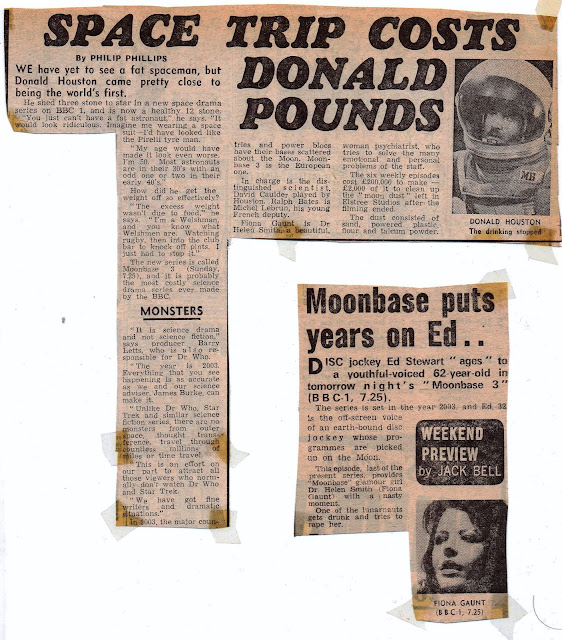 SPACE TRIP COSTS
DONALD
POUNDS
By PHILIP PHILLIPS
WE have yet to see a fat spaceman, but
Donald Houston came pretty close to
being the world's first.
He shed three stone to star in a new space drama
series on BBC 1, and is now a healthy 12 stone.
"You just can't have a fat astronaut," he says. "It
would look ridiculous. Imagine me wearing a space
suit—I'd have looked like
the Pirelli tyre man.
"My age would have
made it look even worse.
I'm 50. Most astronauts
are in their 30's with an
odd one or two in their
early 40's."
How did he get the
weight off so effectively?
"The excess weight
wasn't due to food," he
says. "I'm a Welshman,
and you know what
Welshmen are. Watching
rugby, then into the club
bar to knock off pints. I
just had to stop it."
The new series is called
Moonbase 3 (Sunday,
7.25), and it is probably
the most costly science
drama series ever made
by the BBC.
MONSTERS
"It is science drama
and not science fiction,"
says producer Barry
Letts, who is also re-
sponsible for Dr Who.
"The year is 2003.
Everything that you see
happening is as accurate
as we and our science
adviser, James Burke, can
make it.
"Unlike Dr Who, Star
Trek and similar science
fiction series, there are no
monsters from outer
space, thought trans-
ference, travel through
countless millions of
miles or time travel.
"This is an effort on
our part to attract all
those viewers who norm-
ally don't watch Dr Who
and Star Trek.
"We have got fine
writers and dramatic
situations."
In 2003, the major coun-
tries and power blocs
have their bases scattered
about the Moon. Moon-
base 3 is the European
one.
In charge is the dis-
tinguished scientist,
David Caulder played by
Houston. Ralph Bates is
Michel Lebrun, his young
French deputy.
Fiona Gaunt is Dr
Helen Smith, a beautiful
woman psychiatrist, who
tries to solve the many
emotional and personal
problems of the staff.
The six weekly episodes
cost £200,000 to make—
£2,000 of it to clean up
the "moon dust" left in
Elstree Studios after the
filming ended.
The dust consisted of
sand, powered plastic,
flour and talcum powder.
MB
DONALD HOUSTON
The drinking stopped
Moonbase puts
years on Ed . .
DISC jockey Ed Stewart "ages" to
a youthful-voiced 62-year-old in
tomorrow night's "Moonbase 3"
(BBC-1, 7.25).
The series is set in the year 2003, and Ed, 32
is the off-screen voice
of an earth-bound disc
jockey whose pro-
grammes are picked
up on the Moon.
This episode, last of the
present series, provides
"Moonbase" glamour girl
Dr Helen Smith (Fiona
Gaunt) with a nasty
moment.
One of the lunarnauts
gets drunk and tries to
rape her.
WEEKEND
PREVIEW
by JACK BELL
FIONA GAUNT
(BBC-1, 7.25)